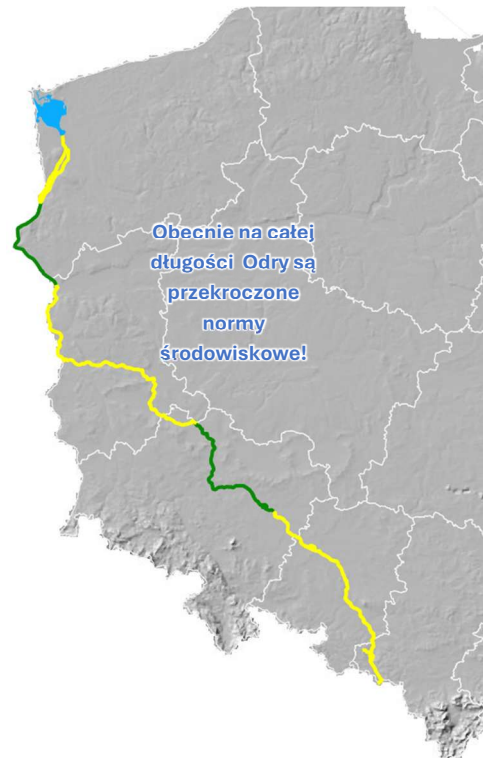 Obecnie na całej
długości Odry są
przekroczone
normy
środowiskowe!